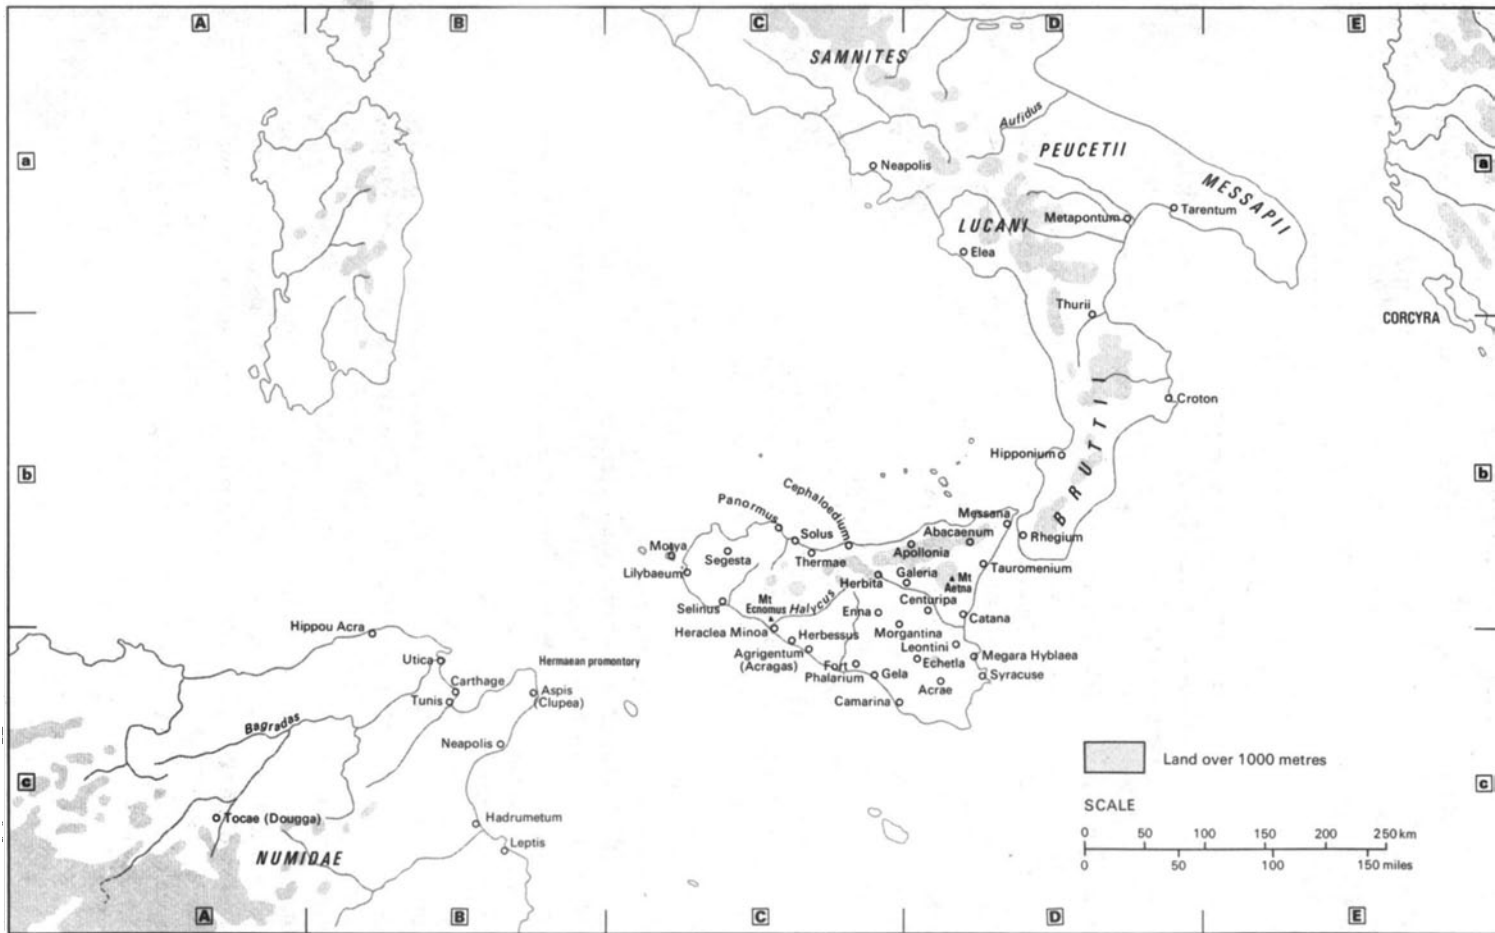 A
B
C
D
E
SAMNITES
Aufidus
a
PEUCETII
a
Neapolis
MESSAPII
Metapontum
Tarentum
LUCANI
Elea
Thurii
CORCYRA
Croton
BRUTTII
Hipponium
b
b
Cephaloedium
Panormus
Messana
Solus
Abacaenum
Rhegium
Motya
Segesta
Thermae
Apollonia
Tauromenium
Lilybaeum
Herbita
Galeria
Mt
Aetna
Selinus
Mt
Ecnomus
Halycus
Enna
Centuripa
Catana
Hippou Acra
Heraclea Minoa
Herbessus
Morgantina
Agrigentum
(Acragas)
Leontini
Megara Hyblaea
Utica
Hermaean promontory
Fort
Phalarium
Echetla
Gela
Acrae
Syracuse
Carthage
Tunis
Aspis
(Clupea)
Camarina
Bagradas
Neapolis
Land over 1000 metres
c
c
SCALE
Tocae (Dougga)
Hadrumetum
0 50 100 150 200 250 km
Leptis
0 50 100 150 miles
NUMIDAE
A
B
C
D
E